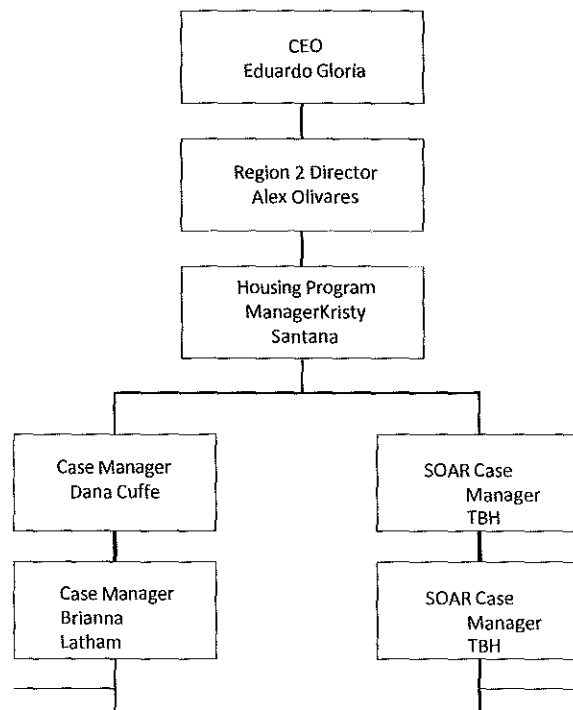 CEO
Eduardo Gloria
Region 2 Director
Alex Olivares
Housing Program
ManagerKristy
Santana
Case Manager
Dana Cuffe
SOAR Case
Manager
TBH
Case Manager
Brianna
Latham
SOAR Case
Manager
TBH